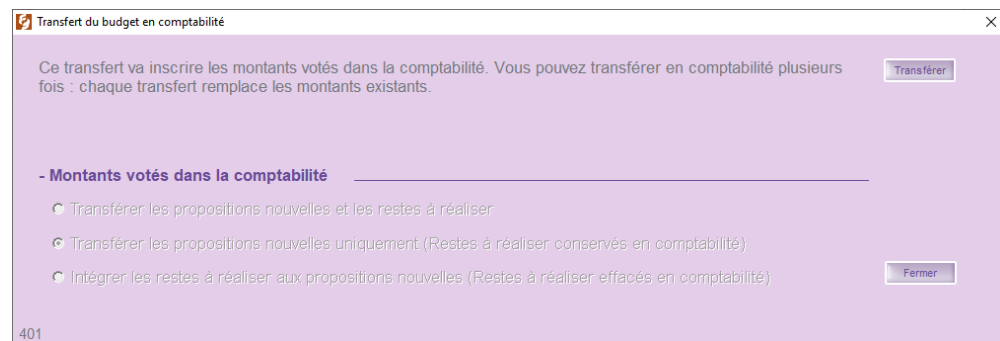 Transfert du budget en comptabilité
Ce transfert va inscrire les montants votés dans la comptabilité. Vous pouvez transférer en comptabilité plusieurs
fois : chaque transfert remplace les montants existants.
Transférer
- Montants votés dans la comptabilité
Transférer les propositions nouvelles et les restes à réaliser
Transférer les propositions nouvelles uniquement (Restes à réaliser conservés en comptabilité)
Intégrer les restes à réaliser aux propositions nouvelles (Restes à réaliser effacés en comptabilité)
Fermer
401